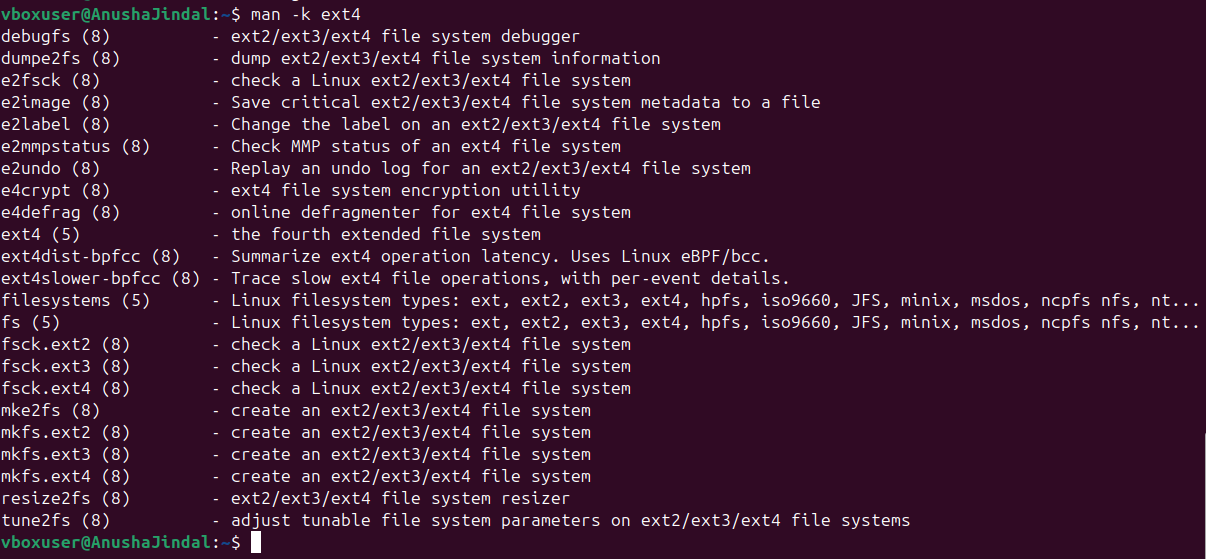 vboxuser@AnushaJindal:~$ man -k ext4
debugfs (8)          - ext2/ext3/ext4 file system debugger
dumpe2fs (8)         - dump ext2/ext3/ext4 file system information
e2fsck (8)           - check a Linux ext2/ext3/ext4 file system
e2image (8)          - Save critical ext2/ext3/ext4 file system metadata to a file
e2label (8)          - Change the label on an ext2/ext3/ext4 file system
e2mmpstatus (8)      - Check MMP status of an ext4 file system
e2undo (8)           - Replay an undo log for an ext2/ext3/ext4 file system
e4crypt (8)          - ext4 file system encryption utility
e4defrag (8)         - online defragmenter for ext4 file system
ext4 (5)             - the fourth extended file system
ext4dist-bpfcc (8)   - Summarize ext4 operation latency. Uses Linux eBPF/bcc.
ext4slower-bpfcc (8) - Trace slow ext4 file operations, with per-event details.
filesystems (5)      - Linux filesystem types: ext, ext2, ext3, ext4, hpfs, iso9660, JFS, minix, msdos, ncpfs nfs, nt...
fs (5)               - Linux filesystem types: ext, ext2, ext3, ext4, hpfs, iso9660, JFS, minix, msdos, ncpfs nfs, nt...
fsck.ext2 (8)        - check a Linux ext2/ext3/ext4 file system
fsck.ext3 (8)        - check a Linux ext2/ext3/ext4 file system
fsck.ext4 (8)        - check a Linux ext2/ext3/ext4 file system
mke2fs (8)           - create an ext2/ext3/ext4 file system
mkfs.ext2 (8)        - create an ext2/ext3/ext4 file system
mkfs.ext3 (8)        - create an ext2/ext3/ext4 file system
mkfs.ext4 (8)        - create an ext2/ext3/ext4 file system
resize2fs (8)        - ext2/ext3/ext4 file system resizer
tune2fs (8)          - adjust tunable file system parameters on ext2/ext3/ext4 file systems
vboxuser@AnushaJindal:~$